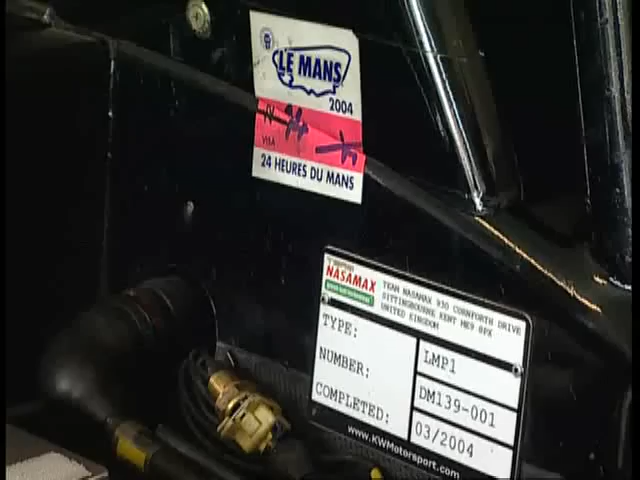 LE MANS
2004
VISA
24 HEURES DU MANS
TEAM
NASAMAX
TEAM NASAMAX 930 CORNFORTH DRIVE
SITTINGBOURNE KENT ME9 8PX
UNITED KINGDOM
TYPE: LMP1
NUMBER: DM139-001
COMPLETED: 03/2004
www.KWMotorsport.com